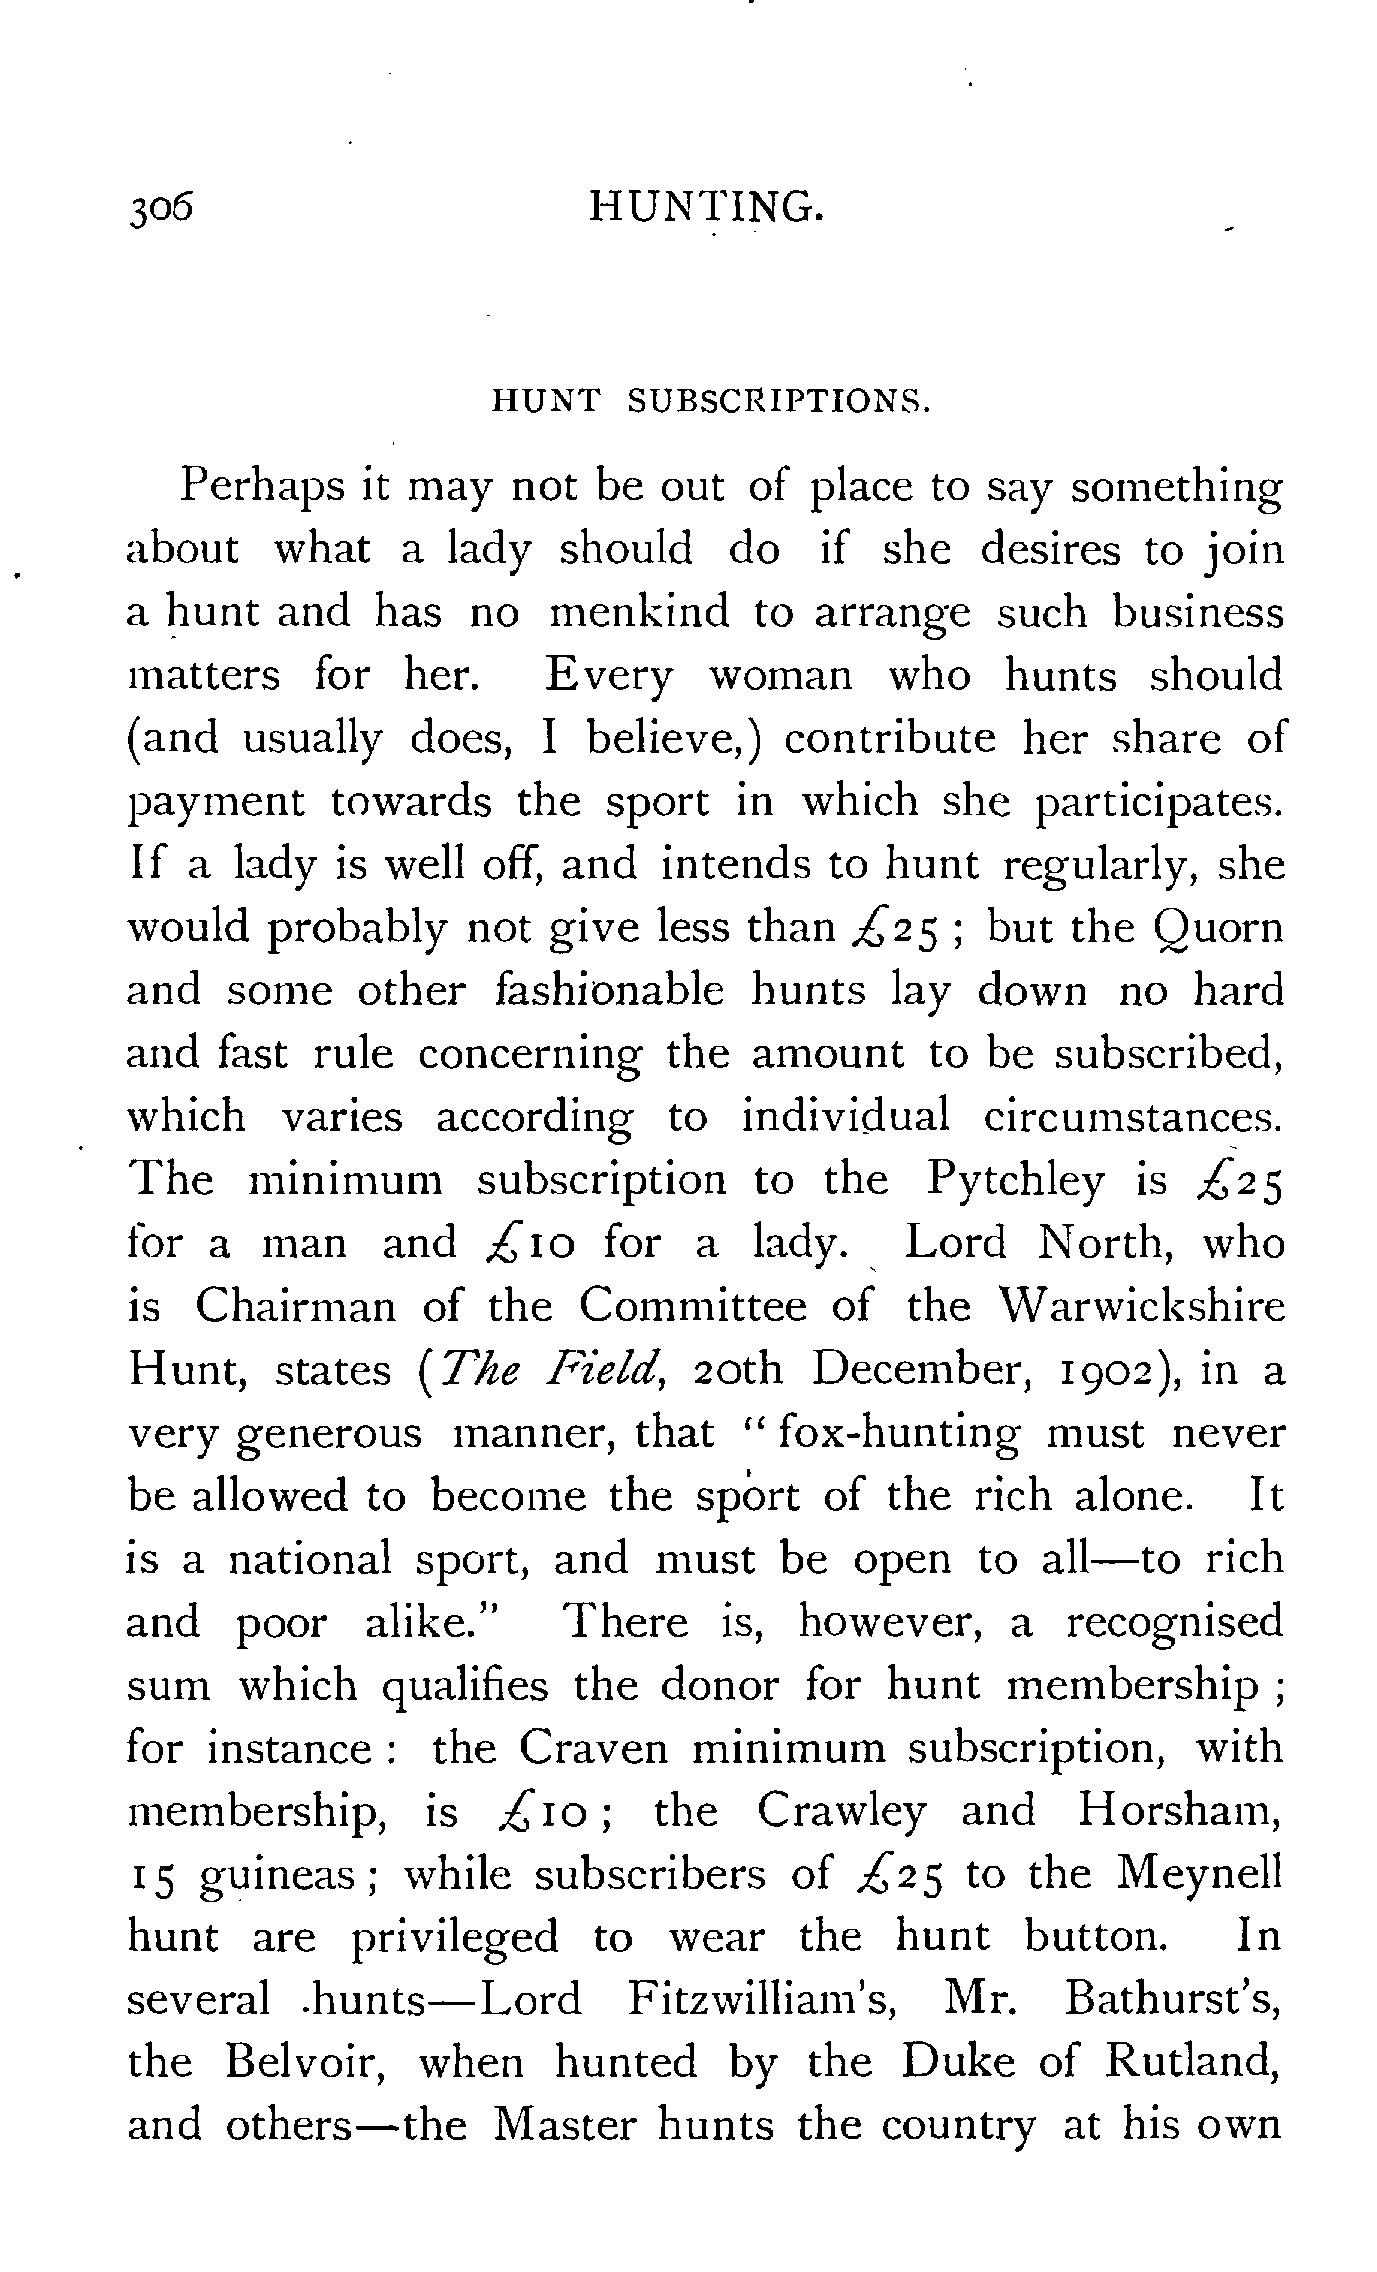 306 HUNTING.
HUNT SUBSCRIPTIONS.
Perhaps it may not be out of place to say something
about what a lady should do if she desires to join
a hunt and has no menkind to arrange such business
matters for her. Every woman who hunts should
(and usually does, I believe,) contribute her share of
payment towards the sport in which she participates.
If a lady is well off, and intends to hunt regularly, she
would probably not give less than £25 ; but the Quorn
and some other fashionable hunts lay down no hard
and fast rule concerning the amount to be subscribed,
which varies according to individual circumstances.
The minimum subscription to the Pytchley is £25
for a man and £10 for a lady. Lord North, who
is Chairman of the Committee of the Warwickshire
Hunt, states (The Field, 20th December, 1902), in a
very generous manner, that “ fox-hunting must never
be allowed to become the sport of the rich alone. It
is a national sport, and must be open to all—to rich
and poor alike.” There is, however, a recognised
sum which qualifies the donor for hunt membership ;
for instance : the Craven minimum subscription, with
membership, is £10 ; the Crawley and Horsham,
15 guineas ; while subscribers of £25 to the Meynell
hunt are privileged to wear the hunt button. In
several hunts—Lord Fitzwilliam's, Mr. Bathurst's,
the Belvoir, when hunted by the Duke of Rutland,
and others—the Master hunts the country at his own